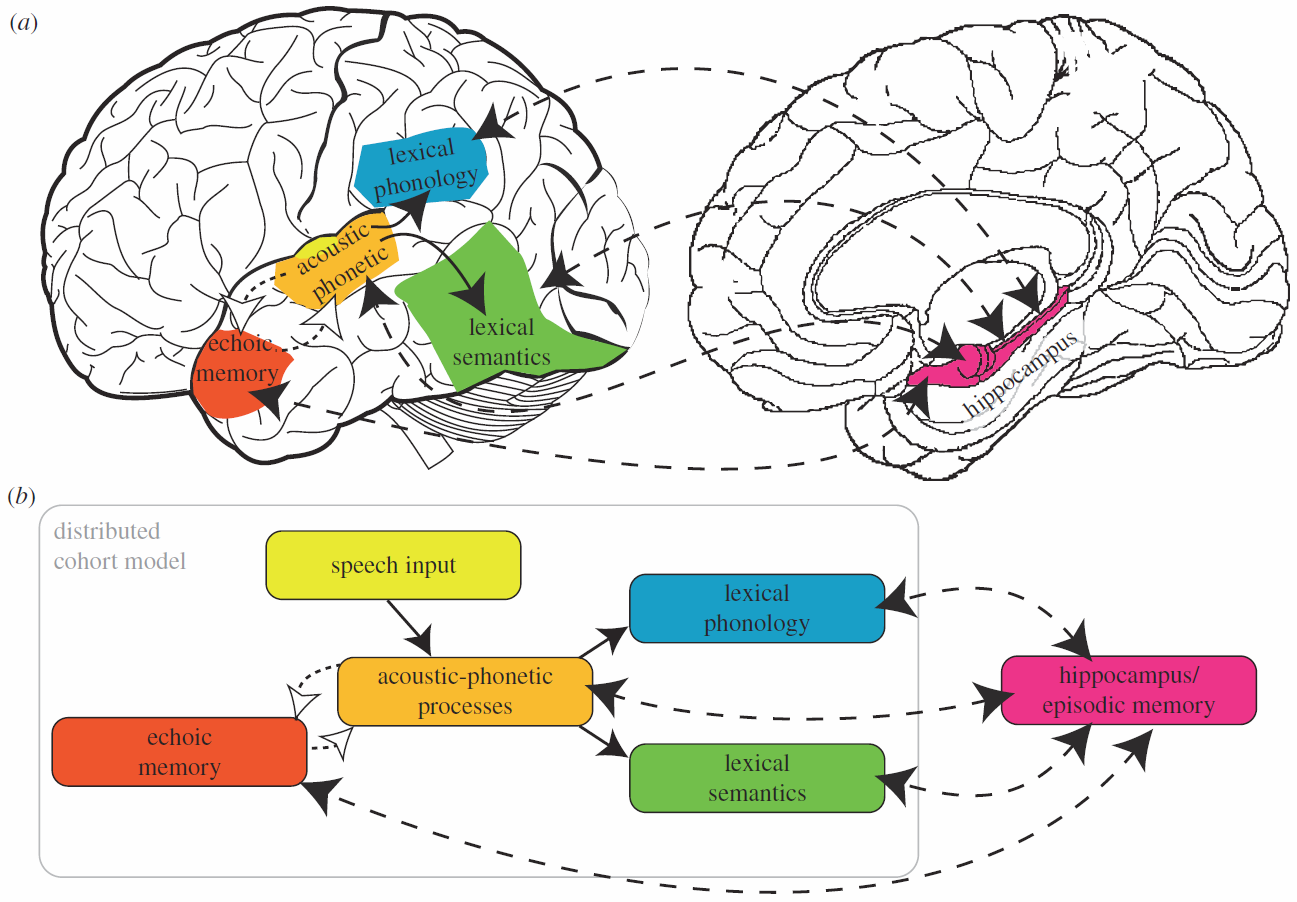 (a)
lexical
phonology
acoustic
phonetic
lexical
semantics
echoic
memory
hippocampus
(b)
distributed
cohort model
speech input
lexical
phonology
acoustic-phonetic
processes
hippocampus/
episodic memory
echoic
memory
lexical
semantics